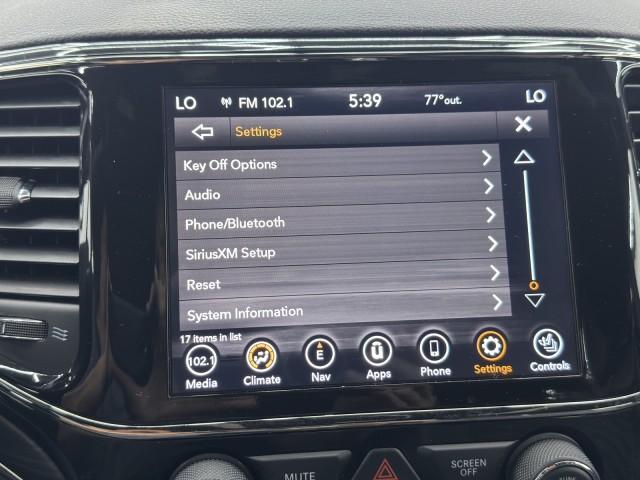 LO FM 102.1 5:39 77°out. LO
Settings X
Key Off Options
Audio
Phone/Bluetooth
SiriusXM Setup
Reset
System Information
17 items in list
102.1 E ū
Media Climate Nav Apps Phone Settings Controls
MUTE SCREEN
OFF